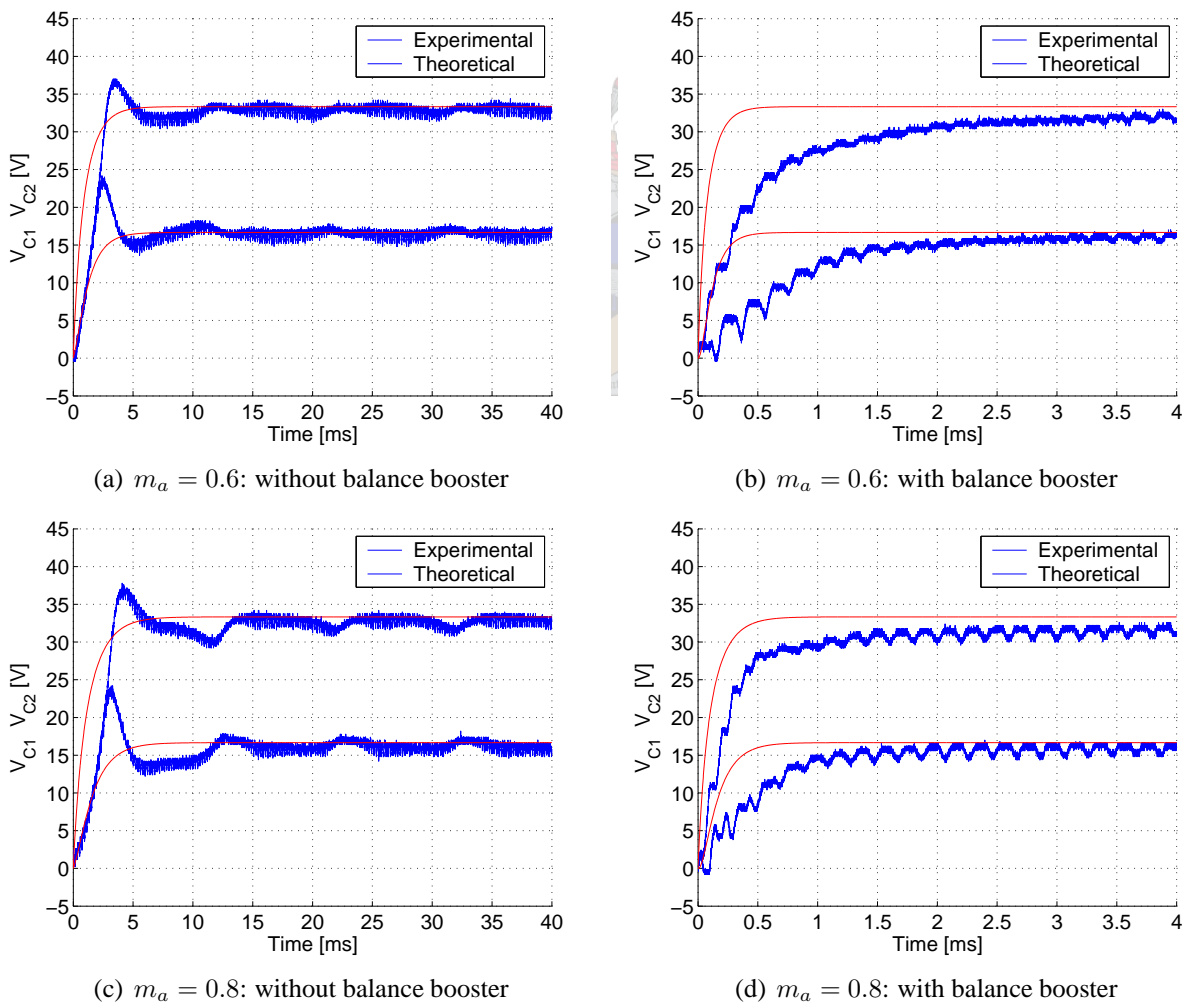 45
40
35
30
25
20
15
10
5
0
−5
V_C1 V_C2 [V]
Experimental
Theoretical
0 5 10 15 20 25 30 35 40
Time [ms]
(a) m_a = 0.6: without balance booster
45
40
35
30
25
20
15
10
5
0
−5
V_C1 V_C2 [V]
Experimental
Theoretical
0 0.5 1 1.5 2 2.5 3 3.5 4
Time [ms]
(b) m_a = 0.6: with balance booster
45
40
35
30
25
20
15
10
5
0
−5
V_C1 V_C2 [V]
Experimental
Theoretical
0 5 10 15 20 25 30 35 40
Time [ms]
(c) m_a = 0.8: without balance booster
45
40
35
30
25
20
15
10
5
0
−5
V_C1 V_C2 [V]
Experimental
Theoretical
0 0.5 1 1.5 2 2.5 3 3.5 4
Time [ms]
(d) m_a = 0.8: with balance booster